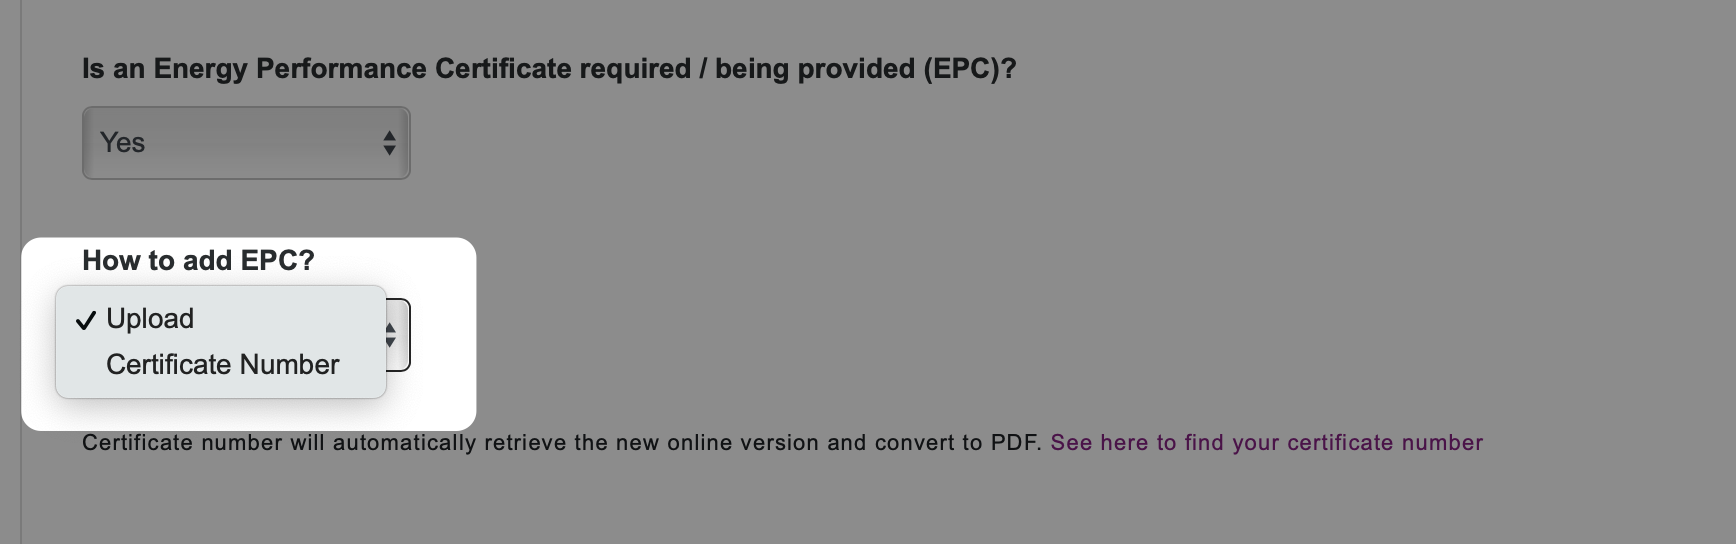 Is an Energy Performance Certificate required / being provided (EPC)?
Yes
How to add EPC?
Upload
Certificate Number
Certificate number will automatically retrieve the new online version and convert to PDF. See here to find your certificate number